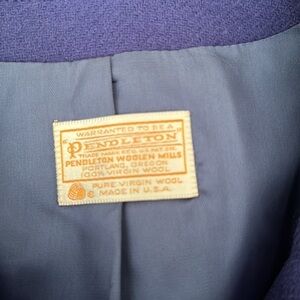 WARRANTED TO BE A
"PENDLETON"
TRADE MARK REG. U.S. PAT. OFF.
PENDLETON WOOLEN MILLS
PORTLAND, OREGON
100% VIRGIN WOOL
PURE VIRGIN WOOL
MADE IN U.S.A.